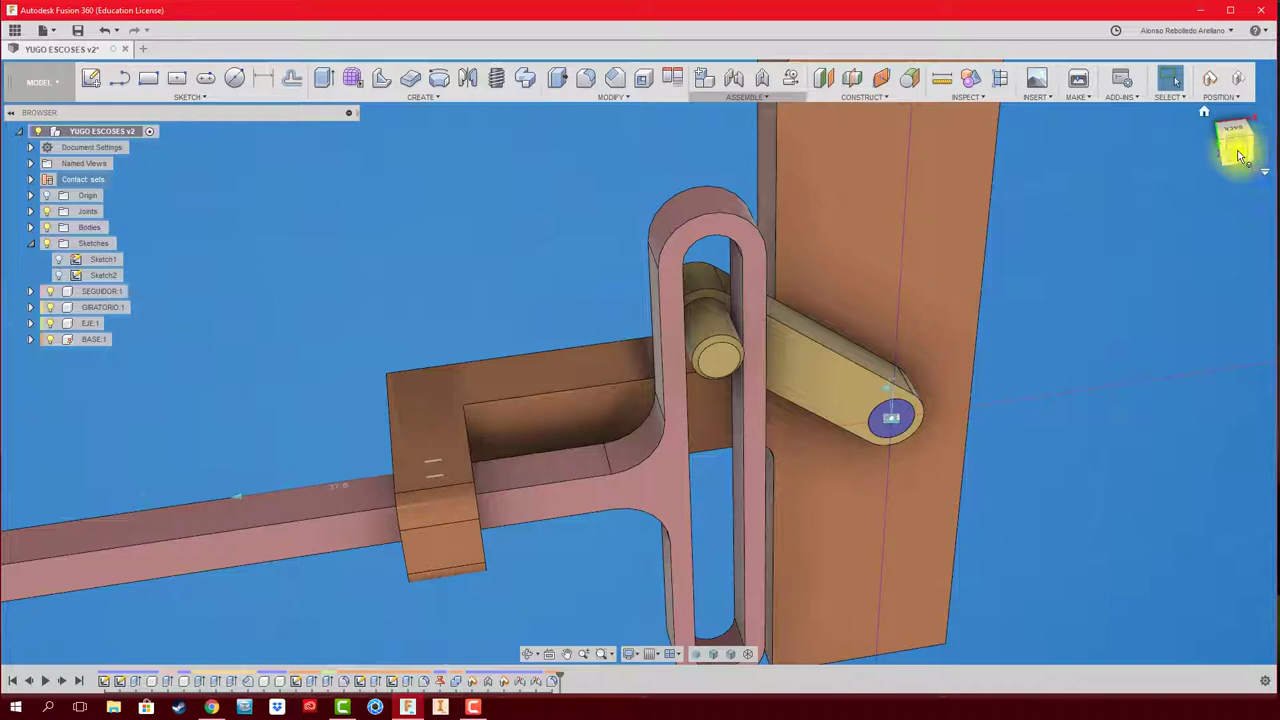 Autodesk Fusion 360 (Education License)
Alonso Rebolledo Arellano
YUGO ESCOSES v2*
MODEL
SKETCH
CREATE
MODIFY
ASSEMBLE
CONSTRUCT
INSPECT
INSERT
MAKE
ADD-INS
SELECT
POSITION
BROWSER
YUGO ESCOSES v2
Document Settings
Named Views
Contact: sets
Origin
Joints
Bodies
Sketches
Sketch1
Sketch2
SEGUIDOR:1
GIRATORIO:1
EJE:1
BASE:1
BACK